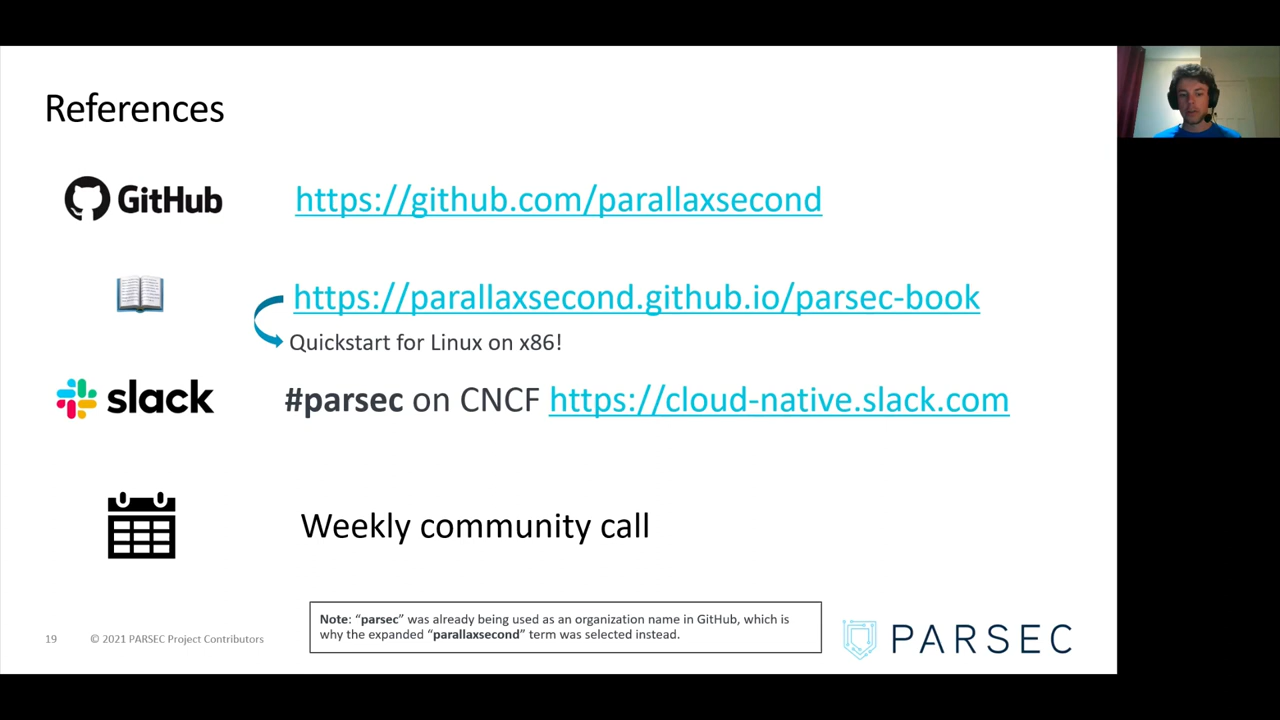 References
GitHub
https://github.com/parallaxsecond
https://parallaxsecond.github.io/parsec-book
Quickstart for Linux on x86!
slack
#parsec on CNCF https://cloud-native.slack.com
Weekly community call
Note: “parsec” was already being used as an organization name in GitHub, which is
why the expanded “parallaxsecond” term was selected instead.
19
© 2021 PARSEC Project Contributors
PARSEC